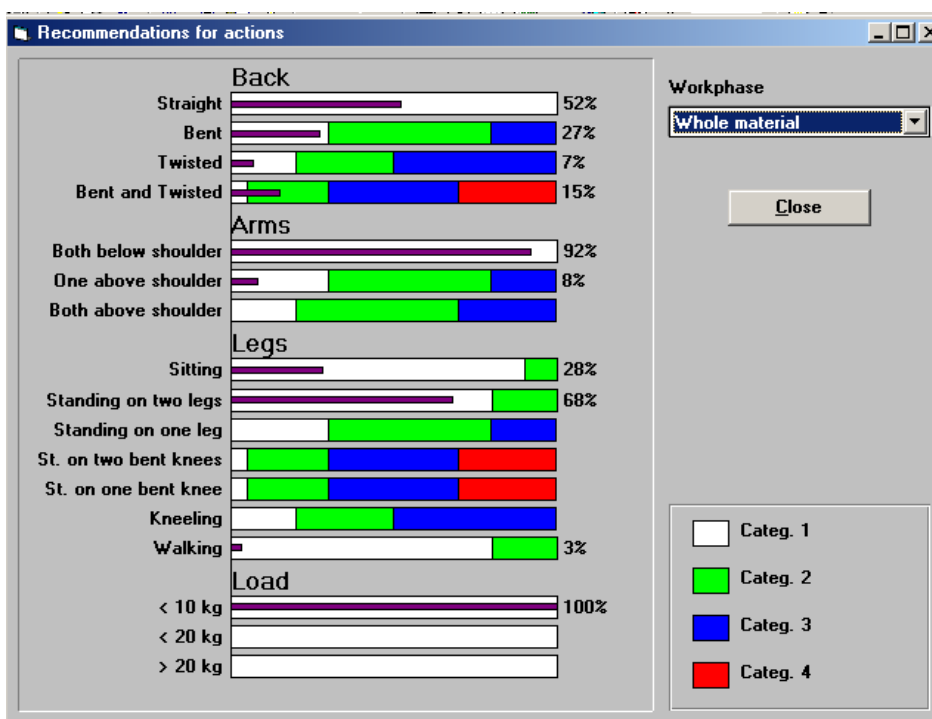 Recommendations for actions
Back
Straight 52%
Bent 27%
Twisted 7%
Bent and Twisted 15%
Arms
Both below shoulder 92%
One above shoulder 8%
Both above shoulder
Legs
Sitting 28%
Standing on two legs 68%
Standing on one leg
St. on two bent knees
St. on one bent knee
Kneeling
Walking 3%
Load
< 10 kg 100%
< 20 kg
> 20 kg
Workphase
Whole material
Close
Categ. 1
Categ. 2
Categ. 3
Categ. 4